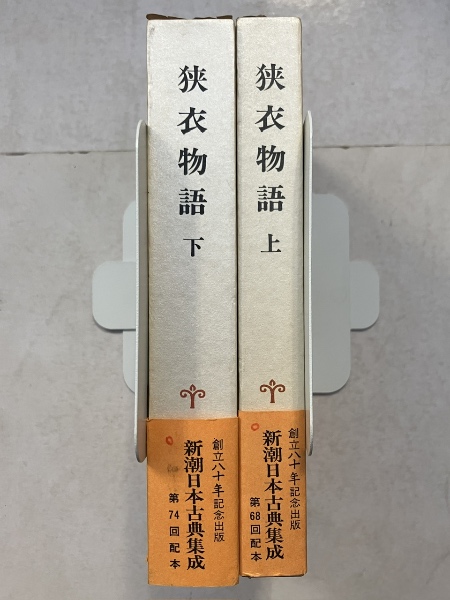 狭衣物語 上
創立八十年記念出版
新潮日本古典集成
第68回配本
狭衣物語 下
創立八十年記念出版
新潮日本古典集成
第74回配本